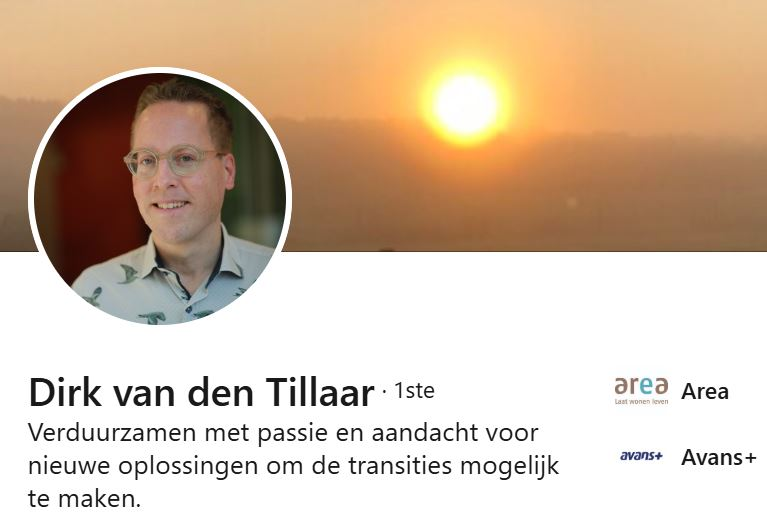 Dirk van den Tillaar · 1ste
Verduurzamen met passie en aandacht voor
nieuwe oplossingen om de transities mogelijk
te maken.
area
Laat wonen leven
Area
avans+
Avans+